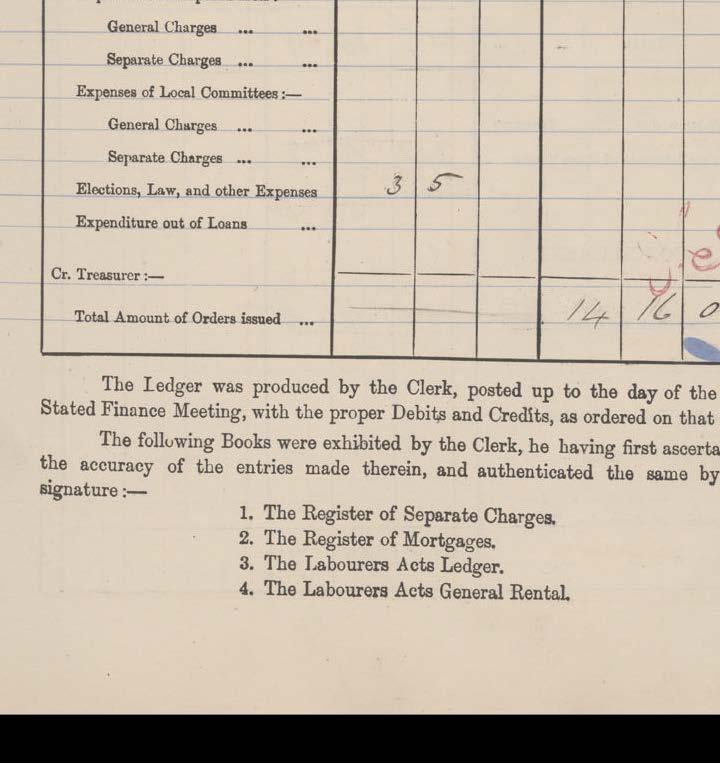 General Charges ... ...
Separate Charges ... ...
Expenses of Local Committees :—
General Charges ... ...
Separate Charges ... ...
Elections, Law, and other Expenses 3 5
Expenditure out of Loans ...
Cr. Treasurer :—
Total Amount of Orders issued ... 14 16 0
The Ledger was produced by the Clerk, posted up to the day of the
Stated Finance Meeting, with the proper Debits and Credits, as ordered on that
The following Books were exhibited by the Clerk, he having first ascerta
the accuracy of the entries made therein, and authenticated the same by
signature :—
1. The Register of Separate Charges.
2. The Register of Mortgages.
3. The Labourers Acts Ledger.
4. The Labourers Acts General Rental.